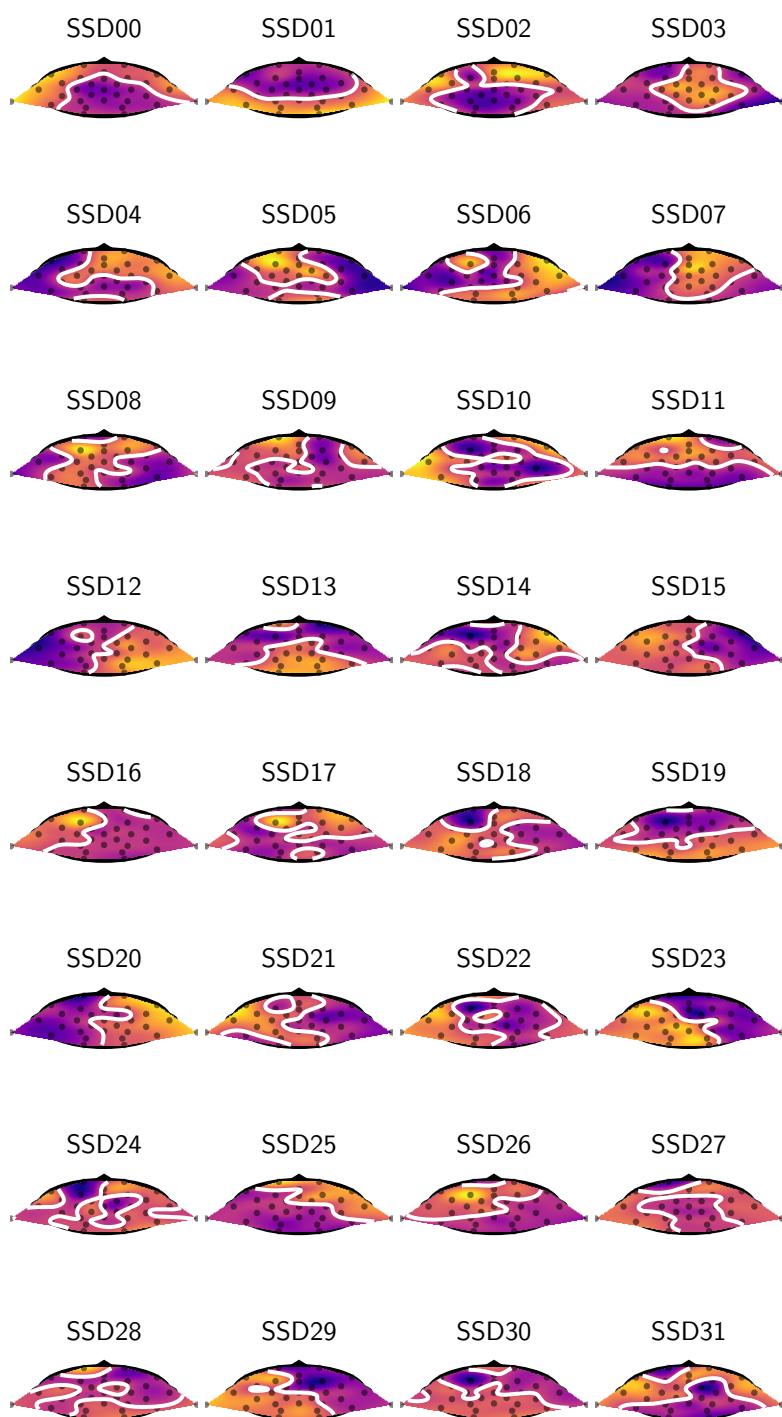 SSD00 SSD01 SSD02 SSD03
SSD04 SSD05 SSD06 SSD07
SSD08 SSD09 SSD10 SSD11
SSD12 SSD13 SSD14 SSD15
SSD16 SSD17 SSD18 SSD19
SSD20 SSD21 SSD22 SSD23
SSD24 SSD25 SSD26 SSD27
SSD28 SSD29 SSD30 SSD31